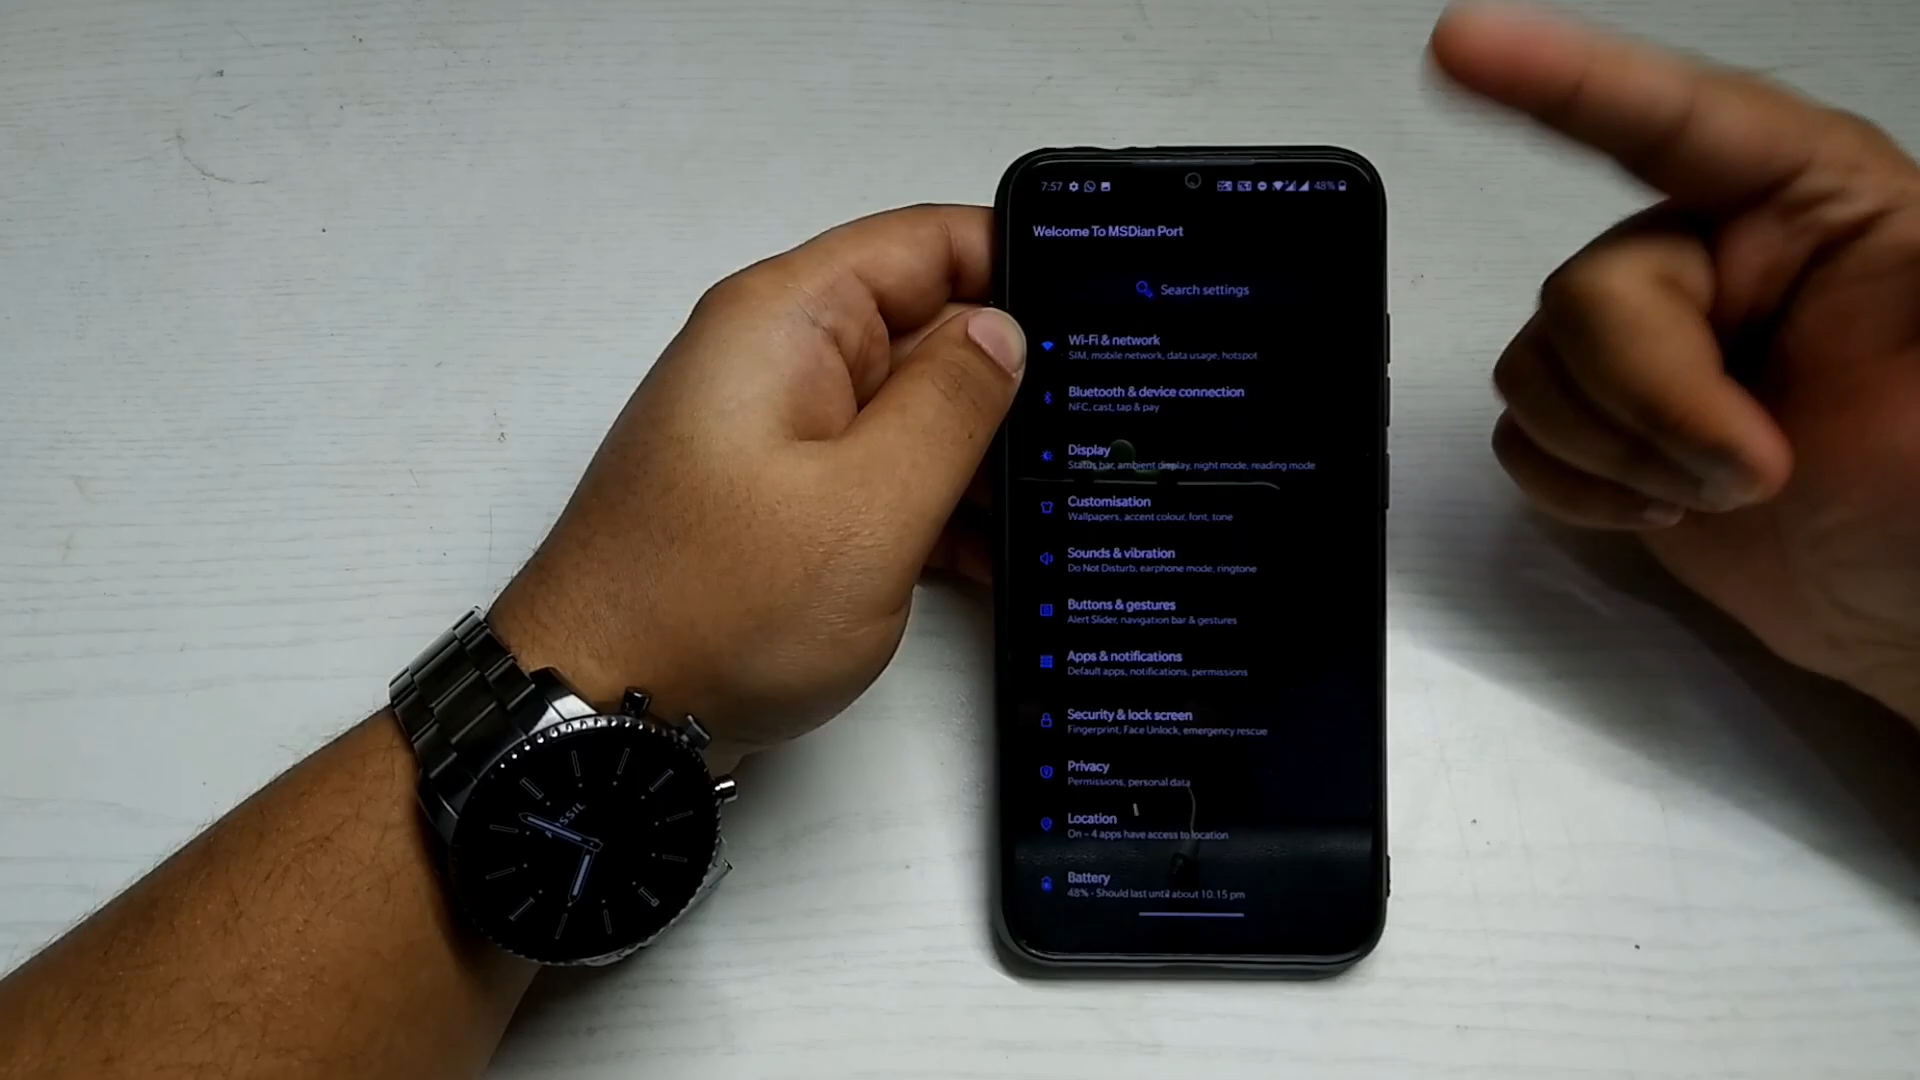 7:57
48%
Welcome To MSDian Port
Search settings
Wi-Fi & network
SIM, mobile network, data usage, hotspot
Bluetooth & device connection
NFC, cast, tap & pay
Display
Status bar, ambient display, night mode, reading mode
Customisation
Wallpapers, accent colour, font, tone
Sounds & vibration
Do Not Disturb, earphone mode, ringtone
Buttons & gestures
Alert Slider, navigation bar & gestures
Apps & notifications
Default apps, notifications, permissions
Security & lock screen
Fingerprint, Face Unlock, emergency rescue
Privacy
Permissions, personal data
Location
On – 4 apps have access to location
Battery
48% - Should last until about 10:15 pm
FOSSIL